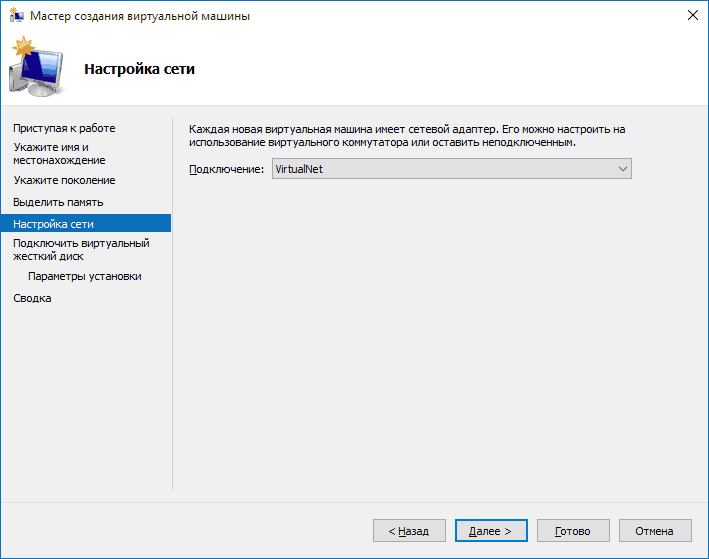 Мастер создания виртуальной машины
Настройка сети
Приступая к работе
Укажите имя и
местонахождение
Укажите поколение
Выделить память
Настройка сети
Подключить виртуальный
жесткий диск
Параметры установки
Сводка
Каждая новая виртуальная машина имеет сетевой адаптер. Его можно настроить на
использование виртуального коммутатора или оставить неподключенным.
Подключение: VirtualNet
< Назад Далее > Готово Отмена